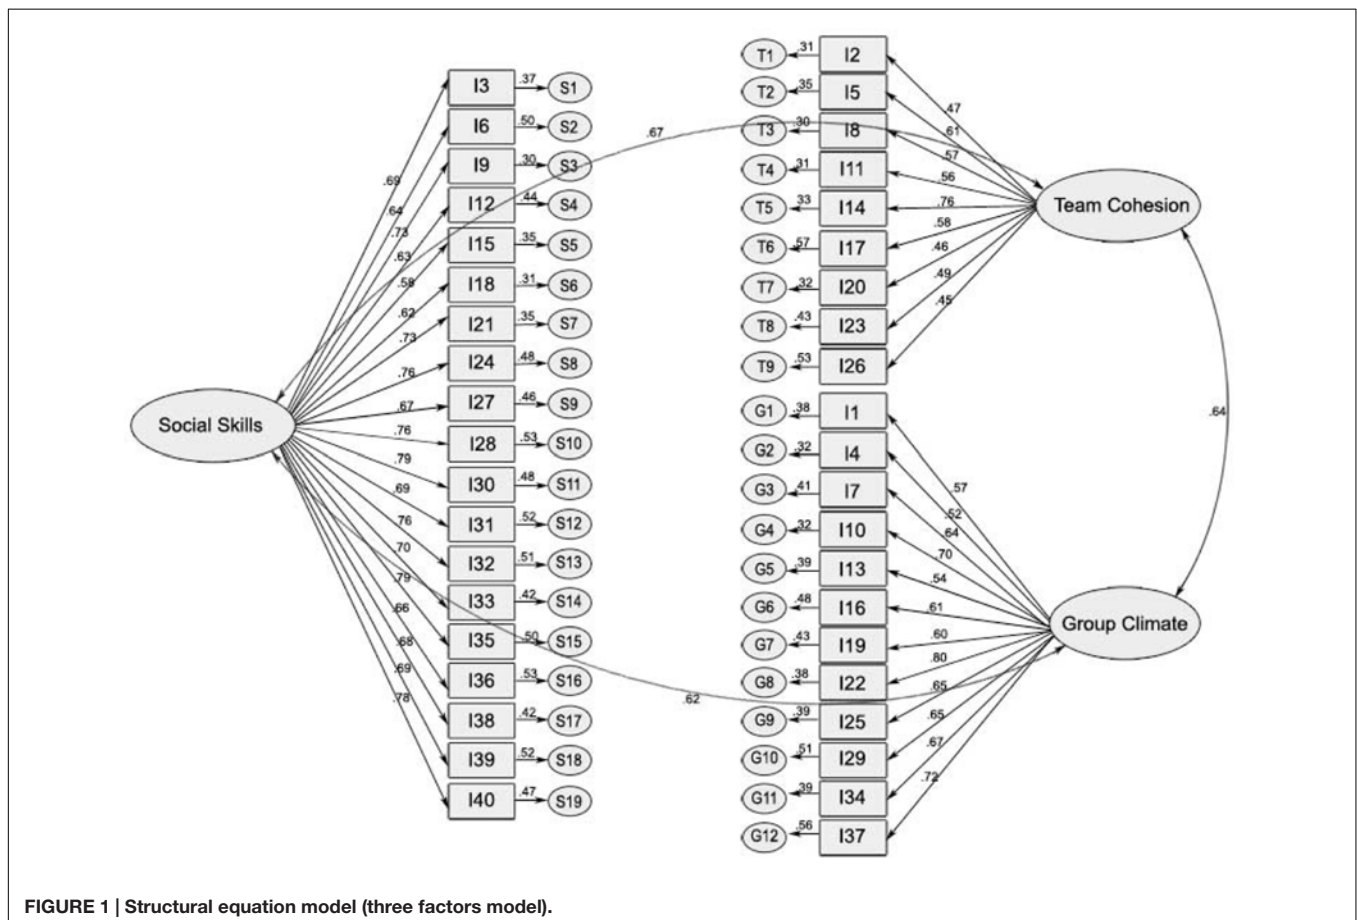 I3 .37 S1
I6 .50 S2
I9 .30 S3
I12 .44 S4
I15 .35 S5
I18 .31 S6
I21 .35 S7
I24 .48 S8
I27 .46 S9
I28 .53 S10
I30 .48 S11
I31 .52 S12
I32 .51 S13
I33 .42 S14
I35 .50 S15
I36 .53 S16
I38 .42 S17
I39 .52 S18
I40 .47 S19
.69
.64
.73
.63
.62
.73
.76
.67
.76
.79
.69
.76
.70
.79
.66
.68
.69
.78
Social Skills
.67
.62
T1 .31 I2
T2 .35 I5
T3 .30 I8
T4 .31 I11
T5 .33 I14
T6 .57 I17
T7 .32 I20
T8 .43 I23
T9 .53 I26
.47
.61
.57
.56
.76
.58
.46
.49
.45
Team Cohesion
.64
G1 .38 I1
G2 .32 I4
G3 .41 I7
G4 .32 I10
G5 .39 I13
G6 .48 I16
G7 .43 I19
G8 .38 I22
G9 .39 I25
G10 .51 I29
G11 .39 I34
G12 .56 I37
.57
.52
.64
.70
.54
.61
.60
.80
.65
.65
.67
.72
Group Climate
FIGURE 1 | Structural equation model (three factors model).